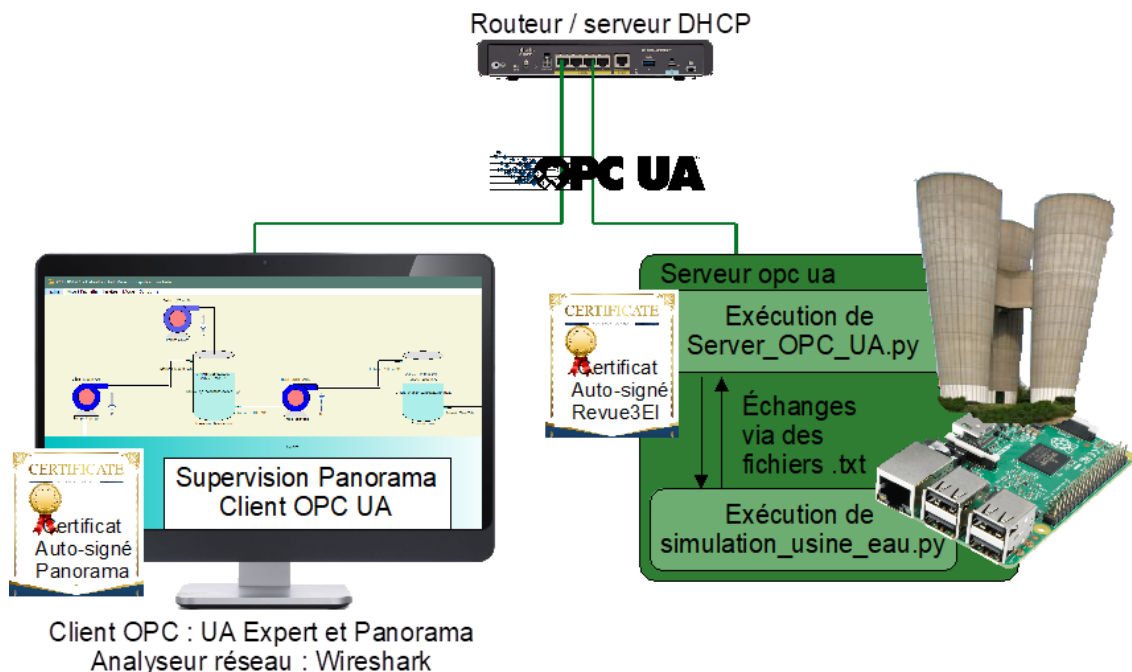 Routeur / serveur DHCP
OPC UA
Serveur opc ua
Exécution de
Server_OPC_UA.py
CERTIFICATE
Certificat
Auto-signé
Revue3EI
Échanges
via des
fichiers .txt
Exécution de
simulation_usine_eau.py
Supervision Panorama
Client OPC UA
CERTIFICATE
Certificat
Auto-signé
Panorama
Client OPC : UA Expert et Panorama
Analyseur réseau : Wireshark